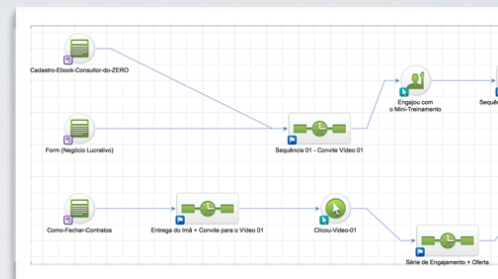 Cadastro-Ebook-Consultor-do-ZERO
Engajou com
o Mini-Treinamento
Form (Negócio Lucrativo)
Sequência 01 - Convite Vídeo 01
Como-Fechar-Contratos
Entrega do Imã + Convite para o Vídeo 01
Clicou-Video-01
Série de Engajamento + Oferta